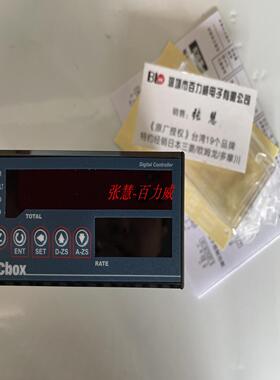 深圳市百力威电子有限公司
销售: 张慧
《原厂授权》台湾19个品牌
特约经销日本三菱/欧姆龙/多摩川
Digital Controller
张慧-百力威
TOTAL
ENT
SET
D-ZS
A-ZS
RATE
Cbox